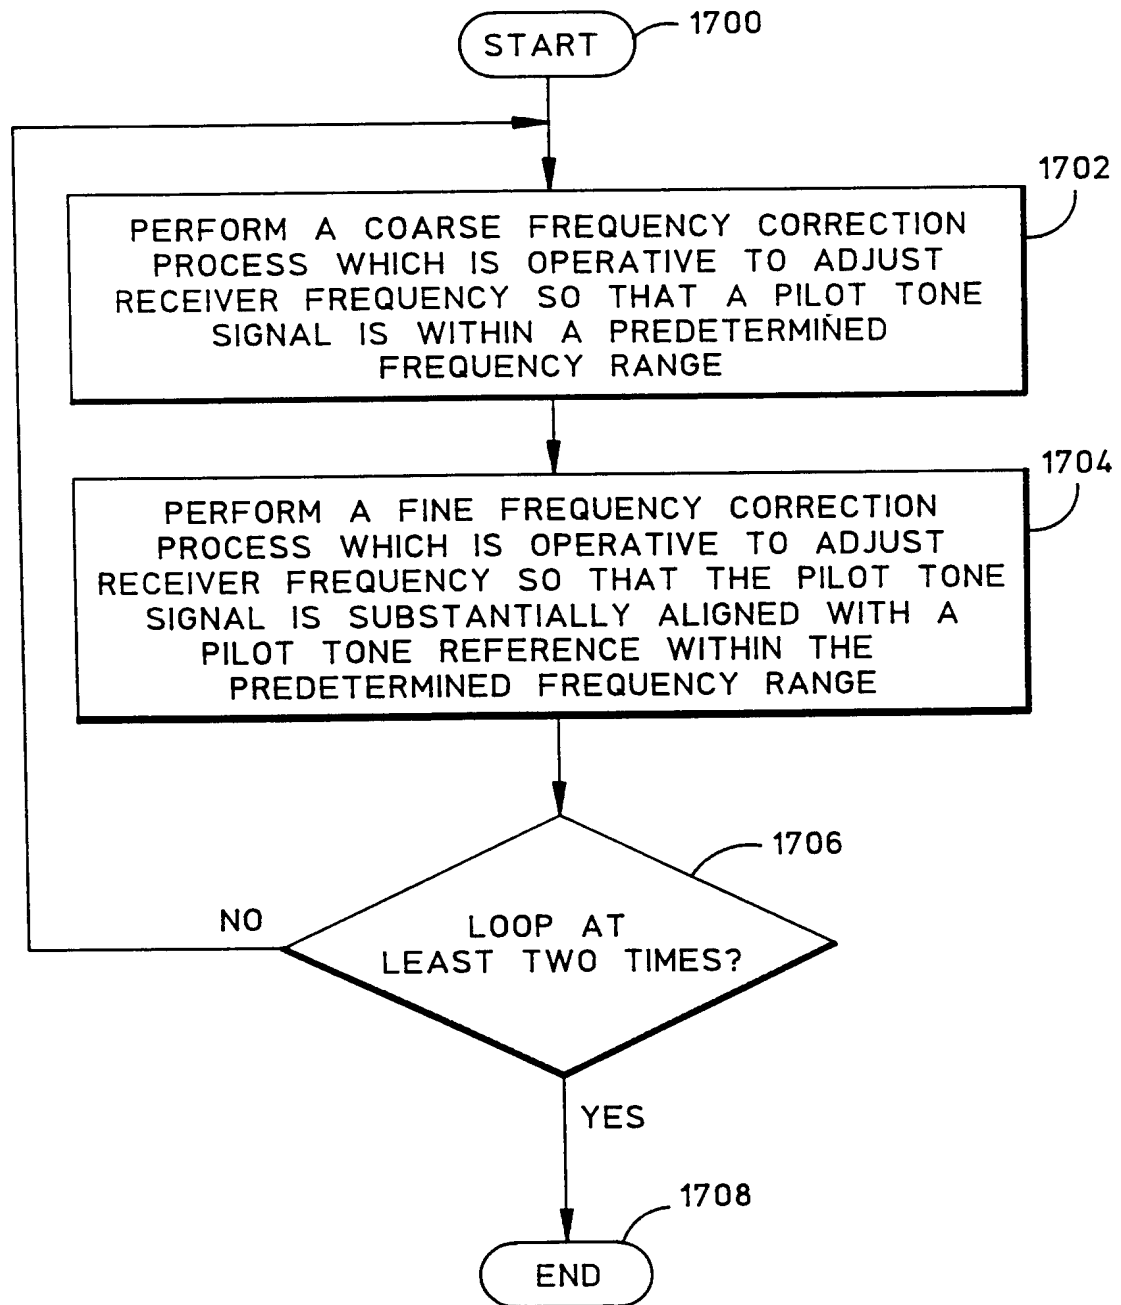 START
1700
1702
PERFORM A COARSE FREQUENCY CORRECTION
PROCESS WHICH IS OPERATIVE TO ADJUST
RECEIVER FREQUENCY SO THAT A PILOT TONE
SIGNAL IS WITHIN A PREDETERMINED
FREQUENCY RANGE
1704
PERFORM A FINE FREQUENCY CORRECTION
PROCESS WHICH IS OPERATIVE TO ADJUST
RECEIVER FREQUENCY SO THAT THE PILOT TONE
SIGNAL IS SUBSTANTIALLY ALIGNED WITH A
PILOT TONE REFERENCE WITHIN THE
PREDETERMINED FREQUENCY RANGE
1706
NO
LOOP AT
LEAST TWO TIMES?
YES
1708
END